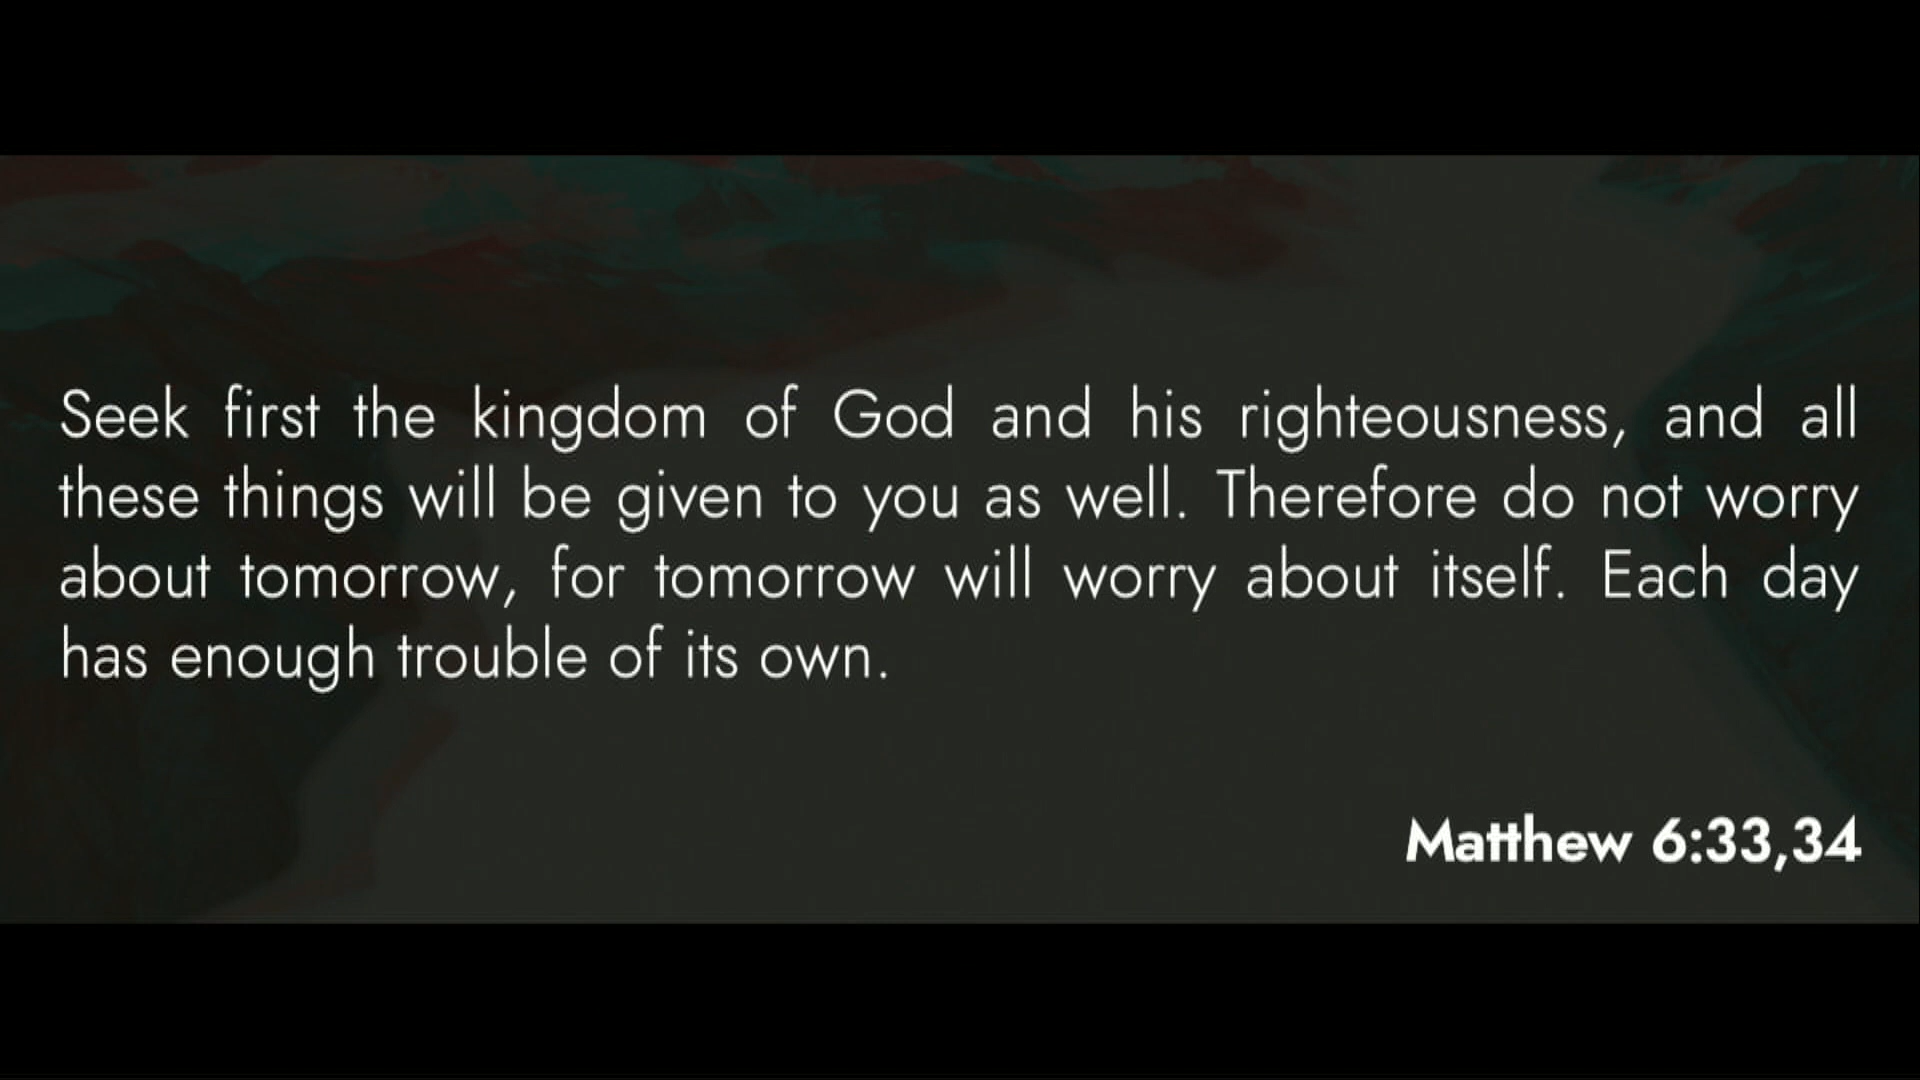 Seek first the kingdom of God and his righteousness, and all
these things will be given to you as well. Therefore do not worry
about tomorrow, for tomorrow will worry about itself. Each day
has enough trouble of its own.
Matthew 6:33,34